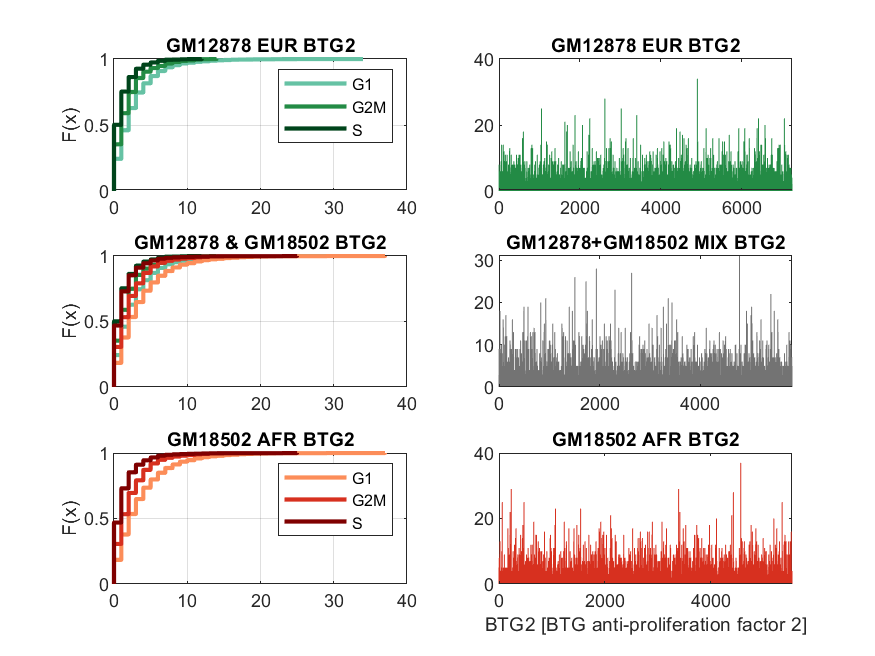 GM12878 EUR BTG2
F(x)
1
0.5
0
0
10
20
30
40
G1
G2M
S
GM12878 EUR BTG2
40
20
0
2000
4000
6000
GM12878 & GM18502 BTG2
F(x)
1
0.5
0
0
10
20
30
40
GM12878+GM18502 MIX BTG2
30
20
10
0
0
2000
4000
GM18502 AFR BTG2
F(x)
1
0.5
0
0
10
20
30
40
G1
G2M
S
GM18502 AFR BTG2
40
20
0
0
2000
4000
BTG2 [BTG anti-proliferation factor 2]